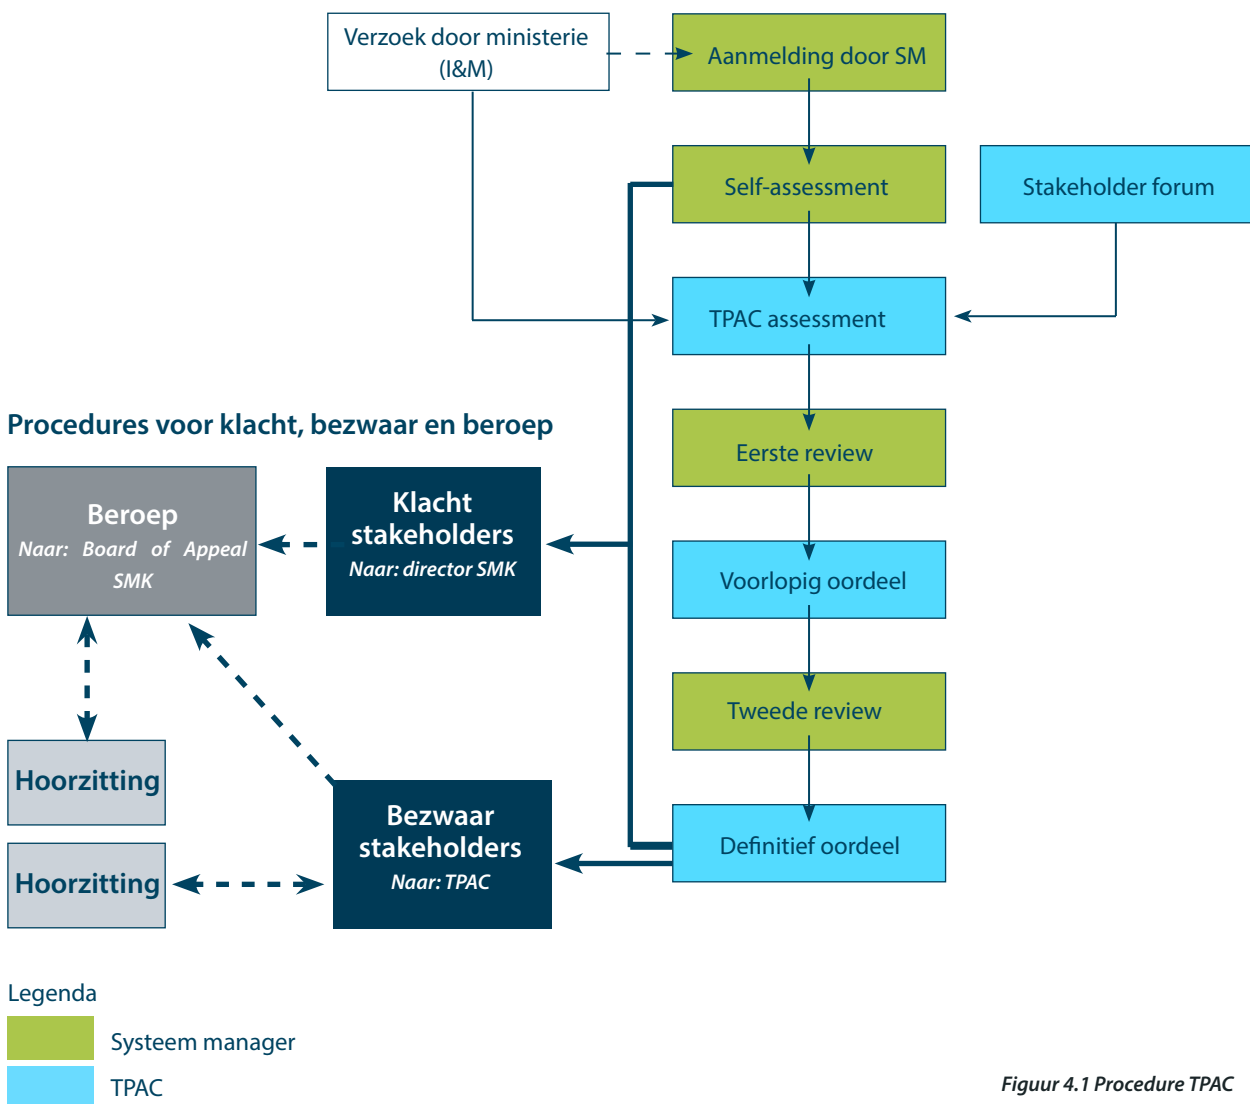 Verzoek door ministerie
(I&M)
Aanmelding door SM
Self-assessment
Stakeholder forum
TPAC assessment
Procedures voor klacht, bezwaar en beroep
Eerste review
Beroep
Naar: Board of Appeal
SMK
Klacht
stakeholders
Naar: director SMK
Voorlopig oordeel
Tweede review
Hoorzitting
Bezwaar
stakeholders
Naar: TPAC
Definitief oordeel
Hoorzitting
Legenda
Systeem manager
TPAC
Figuur 4.1 Procedure TPAC